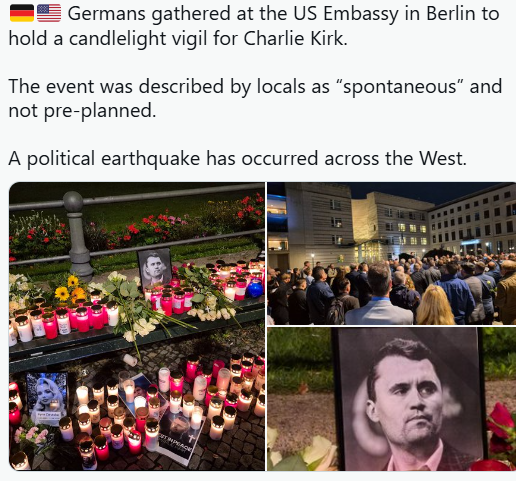 🇩🇪🇺🇸 Germans gathered at the US Embassy in Berlin to
hold a candlelight vigil for Charlie Kirk.
The event was described by locals as “spontaneous” and
not pre-planned.
A political earthquake has occurred across the West.